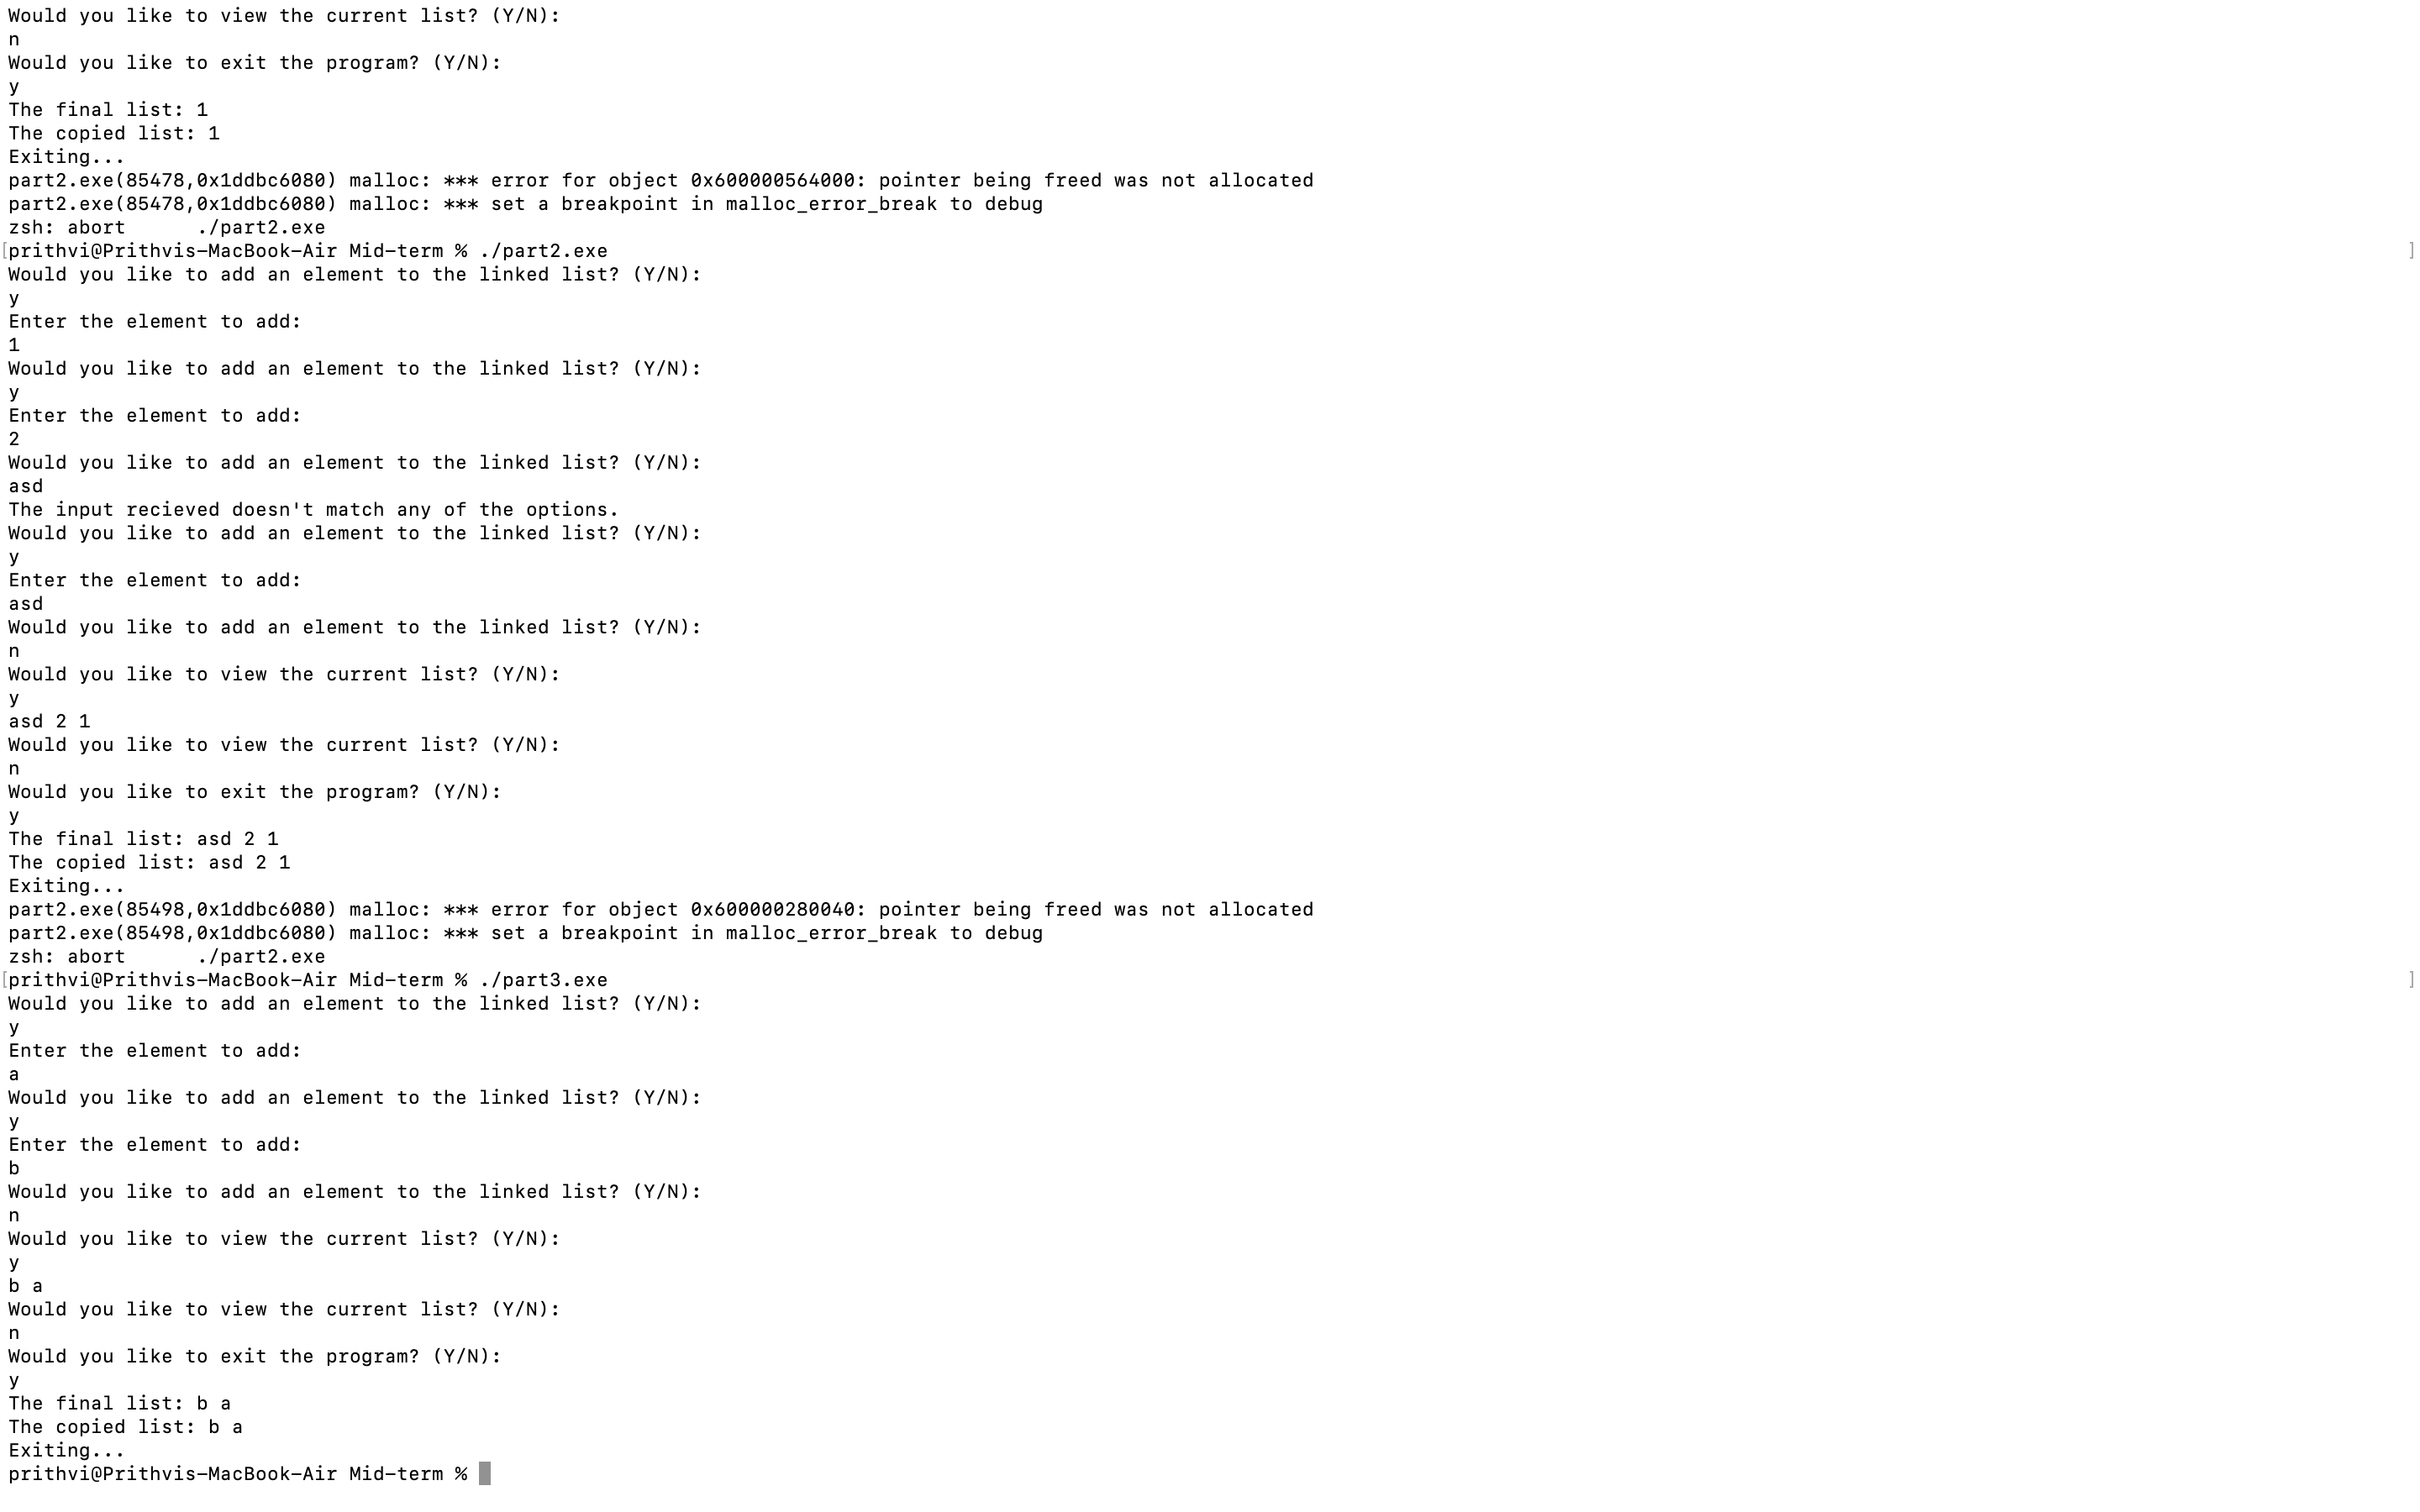 Would you like to view the current list? (Y/N):
n
Would you like to exit the program? (Y/N):
y
The final list: 1
The copied list: 1
Exiting...
part2.exe(85478,0x1ddbc6080) malloc: *** error for object 0x600000564000: pointer being freed was not allocated
part2.exe(85478,0x1ddbc6080) malloc: *** set a breakpoint in malloc_error_break to debug
zsh: abort      ./part2.exe
[prithvi@Prithvis-MacBook-Air Mid-term % ./part2.exe ]
Would you like to add an element to the linked list? (Y/N):
y
Enter the element to add:
1
Would you like to add an element to the linked list? (Y/N):
y
Enter the element to add:
2
Would you like to add an element to the linked list? (Y/N):
asd
The input recieved doesn't match any of the options.
Would you like to add an element to the linked list? (Y/N):
y
Enter the element to add:
asd
Would you like to add an element to the linked list? (Y/N):
n
Would you like to view the current list? (Y/N):
y
asd 2 1
Would you like to view the current list? (Y/N):
n
Would you like to exit the program? (Y/N):
y
The final list: asd 2 1
The copied list: asd 2 1
Exiting...
part2.exe(85498,0x1ddbc6080) malloc: *** error for object 0x600000280040: pointer being freed was not allocated
part2.exe(85498,0x1ddbc6080) malloc: *** set a breakpoint in malloc_error_break to debug
zsh: abort      ./part2.exe
[prithvi@Prithvis-MacBook-Air Mid-term % ./part3.exe ]
Would you like to add an element to the linked list? (Y/N):
y
Enter the element to add:
a
Would you like to add an element to the linked list? (Y/N):
y
Enter the element to add:
b
Would you like to add an element to the linked list? (Y/N):
n
Would you like to view the current list? (Y/N):
y
b a
Would you like to view the current list? (Y/N):
n
Would you like to exit the program? (Y/N):
y
The final list: b a
The copied list: b a
Exiting...
prithvi@Prithvis-MacBook-Air Mid-term %